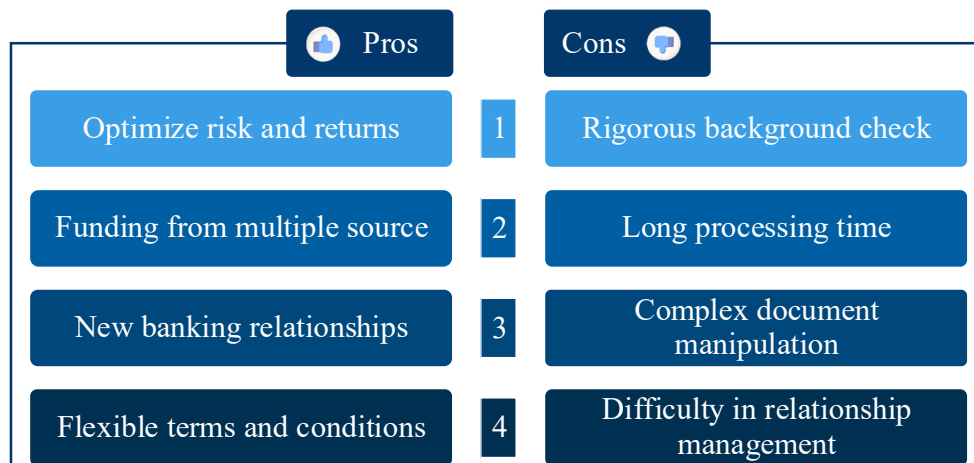 Pros
Cons
Optimize risk and returns
1
Rigorous background check
Funding from multiple source
2
Long processing time
New banking relationships
3
Complex document
manipulation
Flexible terms and conditions
4
Difficulty in relationship
management